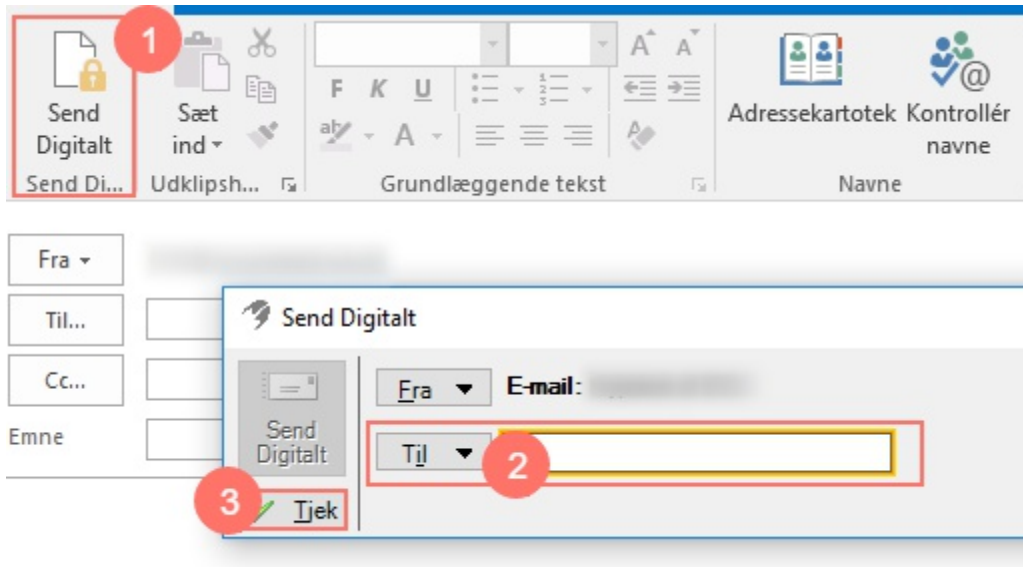 1
Send
Digitalt
Send Di...
Sæt
ind
Udklipsh...
F K U
A A
ab A
Grundlæggende tekst
Adressekartotek
Kontrollér
navne
@
Navne
Fra
Til...
Cc...
Emne
Send Digitalt
Send
Digitalt
Fra
E-mail:
Til
2
3
Tjek